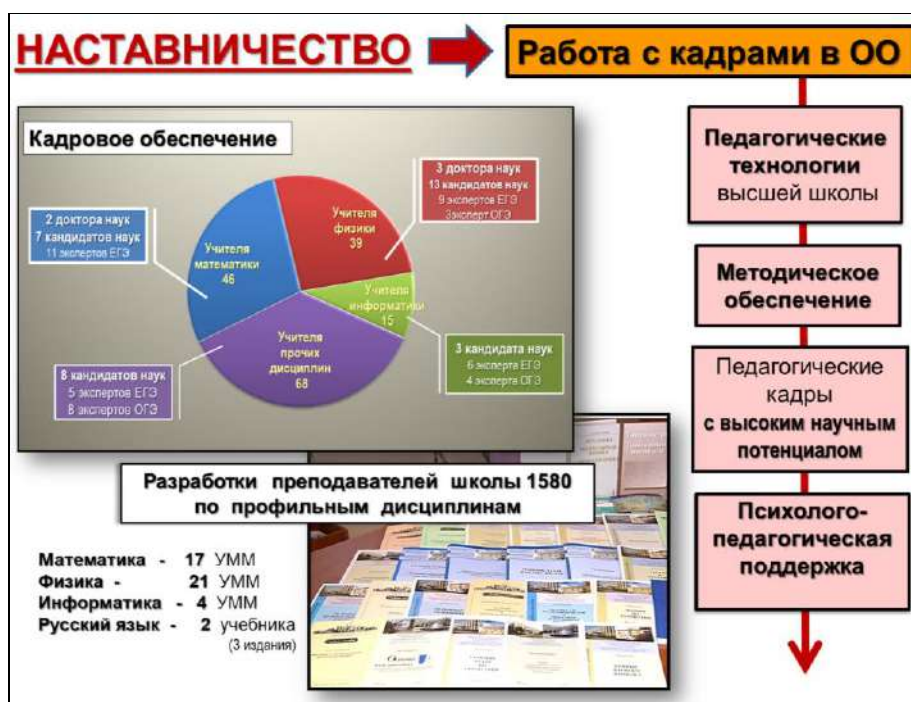 НАСТАВНИЧЕСТВО
Работа с кадрами в ОО
Кадровое обеспечение
2 доктора наук
7 кандидатов наук
11 экспертов ЕГЭ
3 доктора наук
13 кандидатов наук
9 экспертов ЕГЭ
3эксперт ОГЭ
Учителя
математики
46
Учителя
физики
39
Учителя
информатики
15
Учителя
прочих
дисциплин
68
8 кандидатов наук
5 экспертов ЕГЭ
8 экспертов ОГЭ
3 кандидата наук
6 эксперта ЕГЭ
4 эксперта ОГЭ
Разработки преподавателей школы 1580
по профильным дисциплинам
Математика - 17 УММ
Физика - 21 УММ
Информатика - 4 УММ
Русский язык - 2 учебника
(3 издания)
Педагогические
технологии
высшей школы
Методическое
обеспечение
Педагогические
кадры
с высоким научным
потенциалом
Психолого-
педагогическая
поддержка